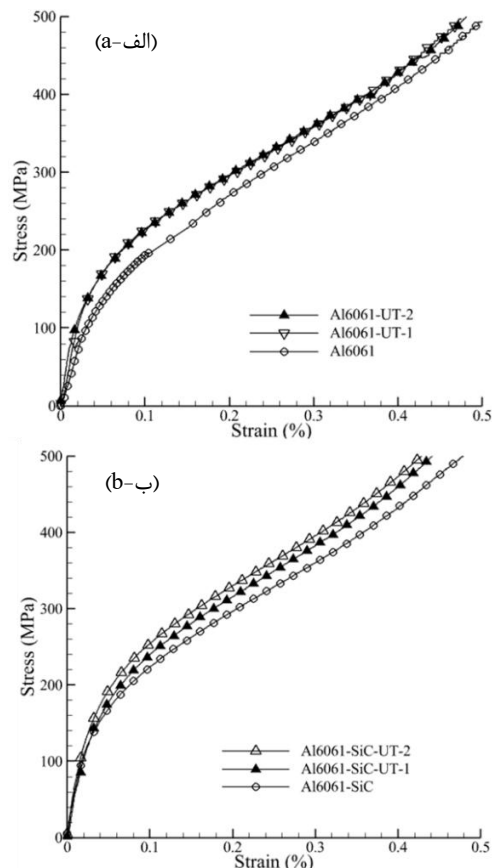 (a-الف)
500
400
300
200
100
0
Stress (MPa)
Al6061-UT-2
Al6061-UT-1
Al6061
0 0.1 0.2 0.3 0.4 0.5
Strain (%)
(b-ب)
500
400
300
200
100
0
Stress (MPa)
Al6061-SiC-UT-2
Al6061-SiC-UT-1
Al6061-SiC
0 0.1 0.2 0.3 0.4 0.5
Strain (%)